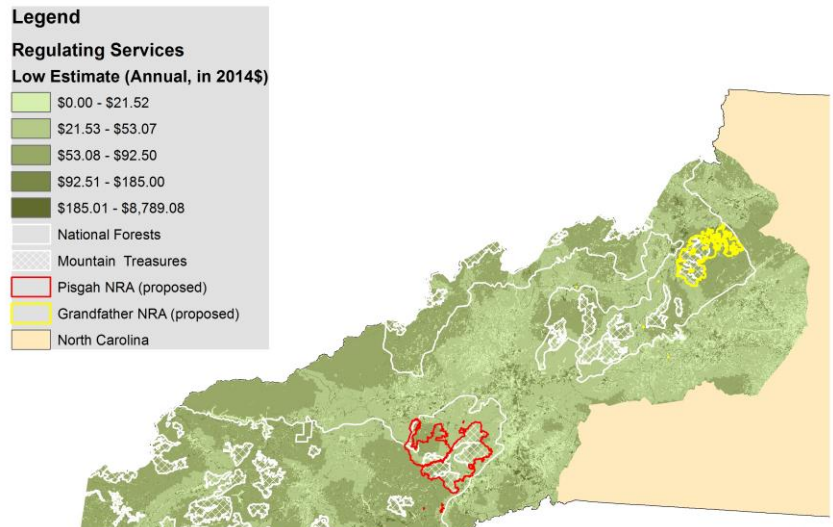 Legend
Regulating Services
Low Estimate (Annual, in 2014$)
$0.00 - $21.52
$21.53 - $53.07
$53.08 - $92.50
$92.51 - $185.00
$185.01 - $8,789.08
National Forests
Mountain Treasures
Pisgah NRA (proposed)
Grandfather NRA (proposed)
North Carolina